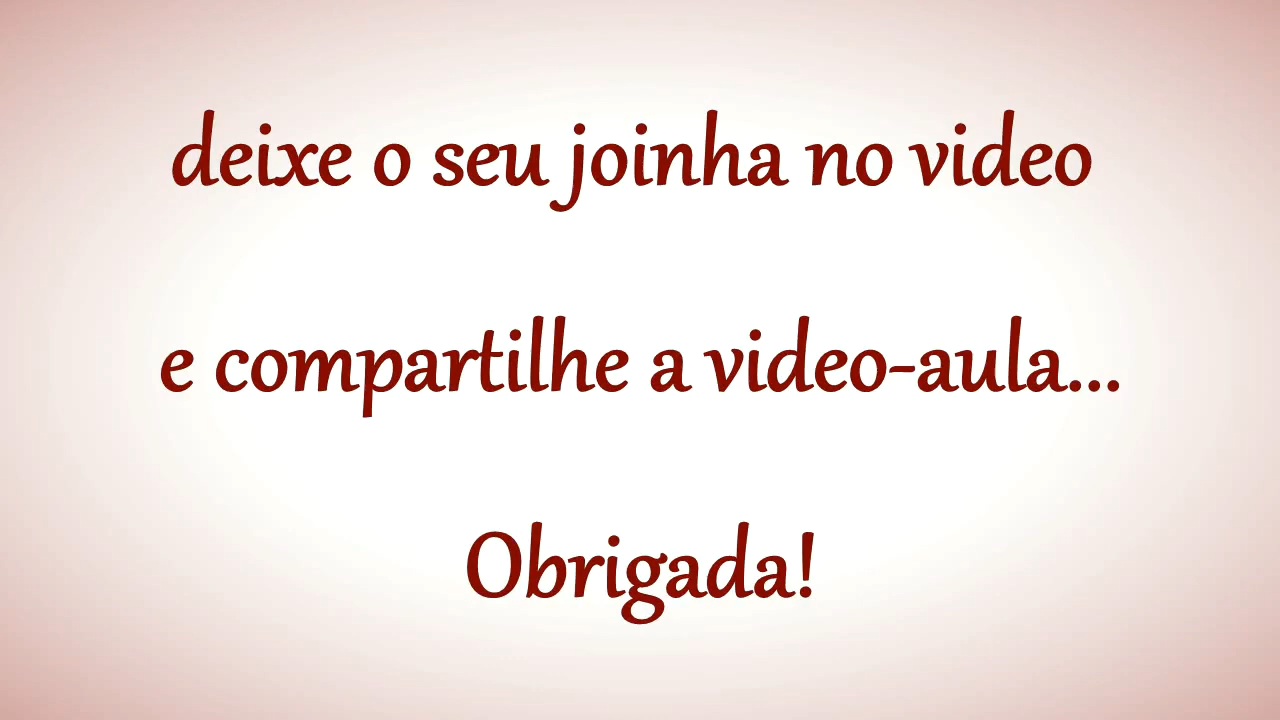 deixe o seu joinha no video
e compartilhe a video-aula...
Obrigada!